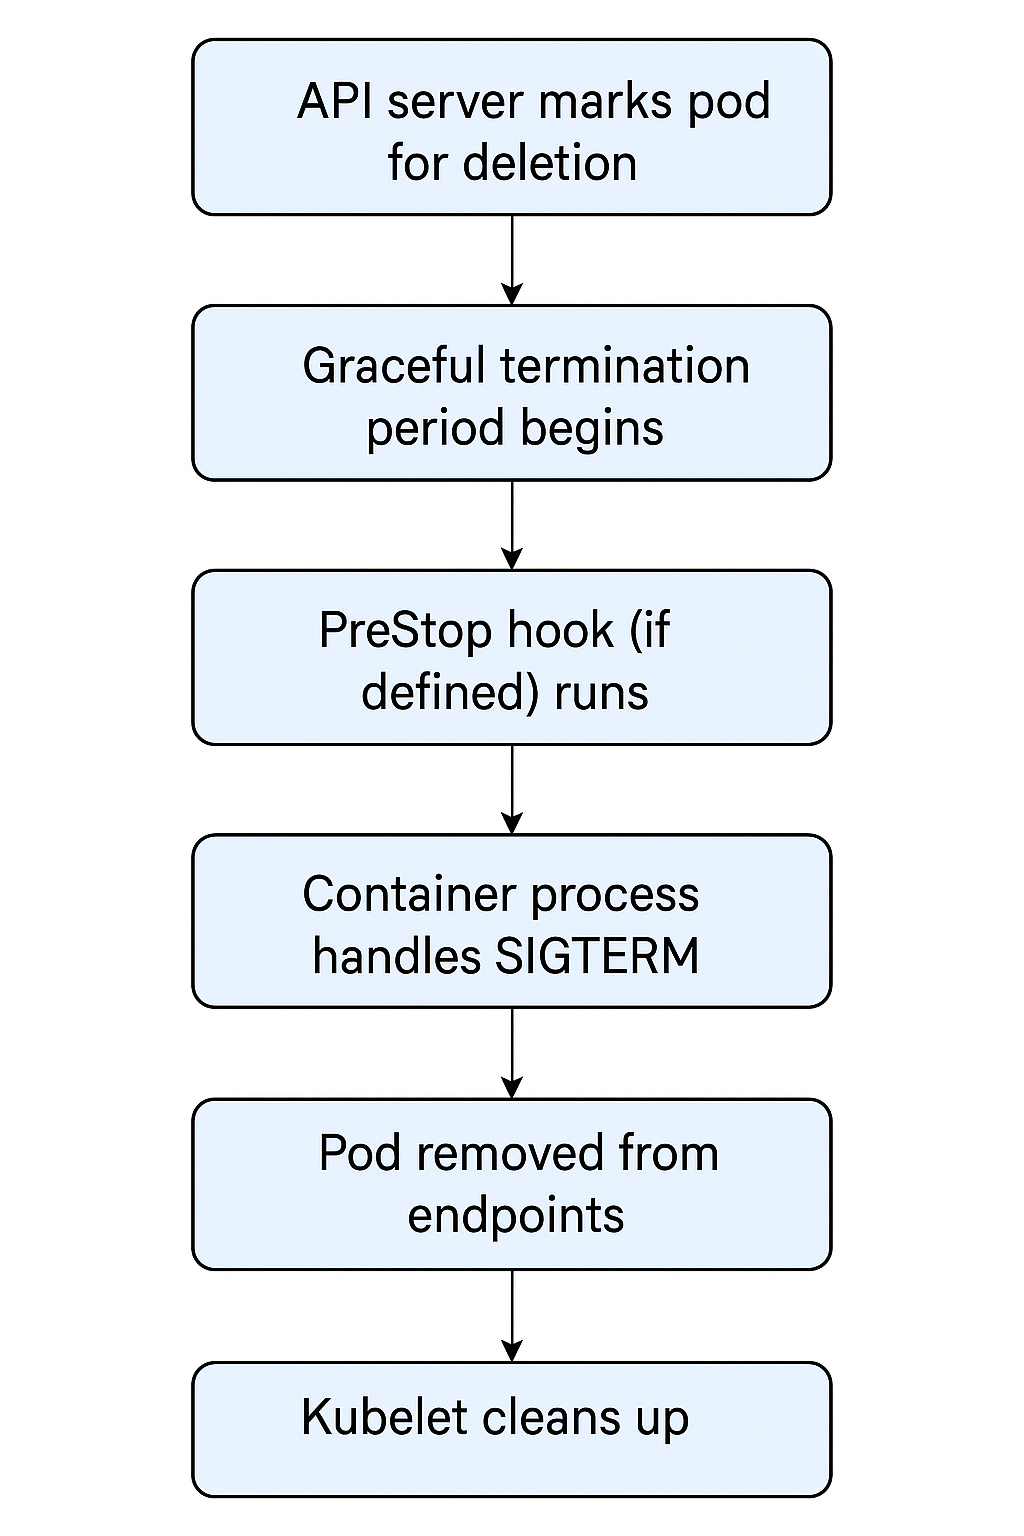 API server marks pod
for deletion
Graceful termination
period begins
PreStop hook (if
defined) runs
Container process
handles SIGTERM
Pod removed from
endpoints
Kubelet cleans up